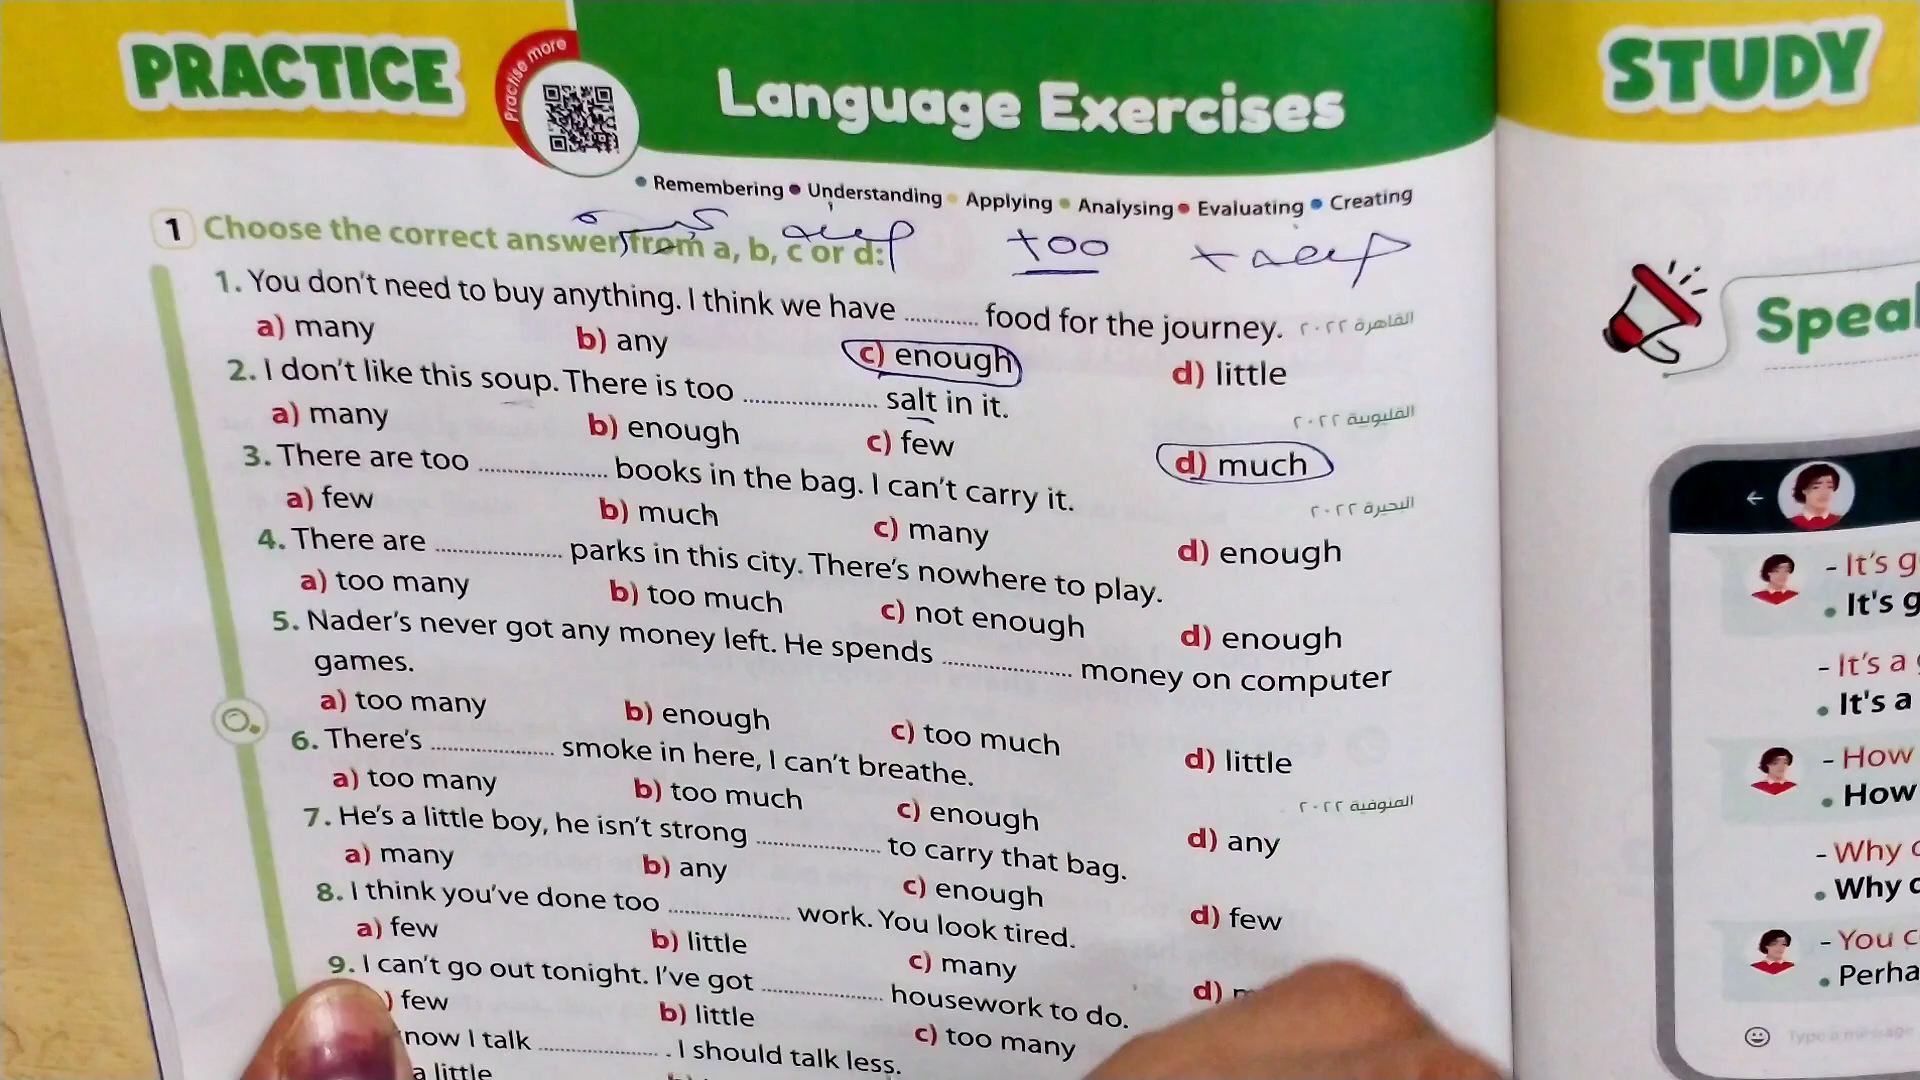 PRACTICE
Practise more
Language Exercises
STUDY
• Remembering • Understanding • Applying • Analysing • Evaluating • Creating
1 Choose the correct answer from a, b, c or d:
too
1. You don't need to buy anything. I think we have ............ food for the journey. القاهرة ٢٠٢٢
a) many b) any c) enough d) little
2. I don't like this soup. There is too ...................... salt in it. القليوبية ٢٠٢٢
a) many b) enough c) few d) much
3. There are too ..................... books in the bag. I can't carry it. البحيرة ٢٠٢٢
a) few b) much c) many d) enough
4. There are ..................... parks in this city. There's nowhere to play.
a) too many b) too much c) not enough d) enough
5. Nader's never got any money left. He spends ..................... money on computer
games.
a) too many b) enough c) too much d) little
6. There's .................... smoke in here, I can't breathe. المنوفية ٢٠٢٢
a) too many b) too much c) enough d) any
7. He's a little boy, he isn't strong .................... to carry that bag.
a) many b) any c) enough d) few
8. I think you've done too .................... work. You look tired.
a) few b) little c) many d)
9. I can't go out tonight. I've got .................... housework to do.
) few b) little c) too many
now I talk .................... . I should talk less.
a little
Speal
- It's g
• It's g
- It's a
• It's a
- How
• How
- Why
• Why
- You c
• Perha
Type a message